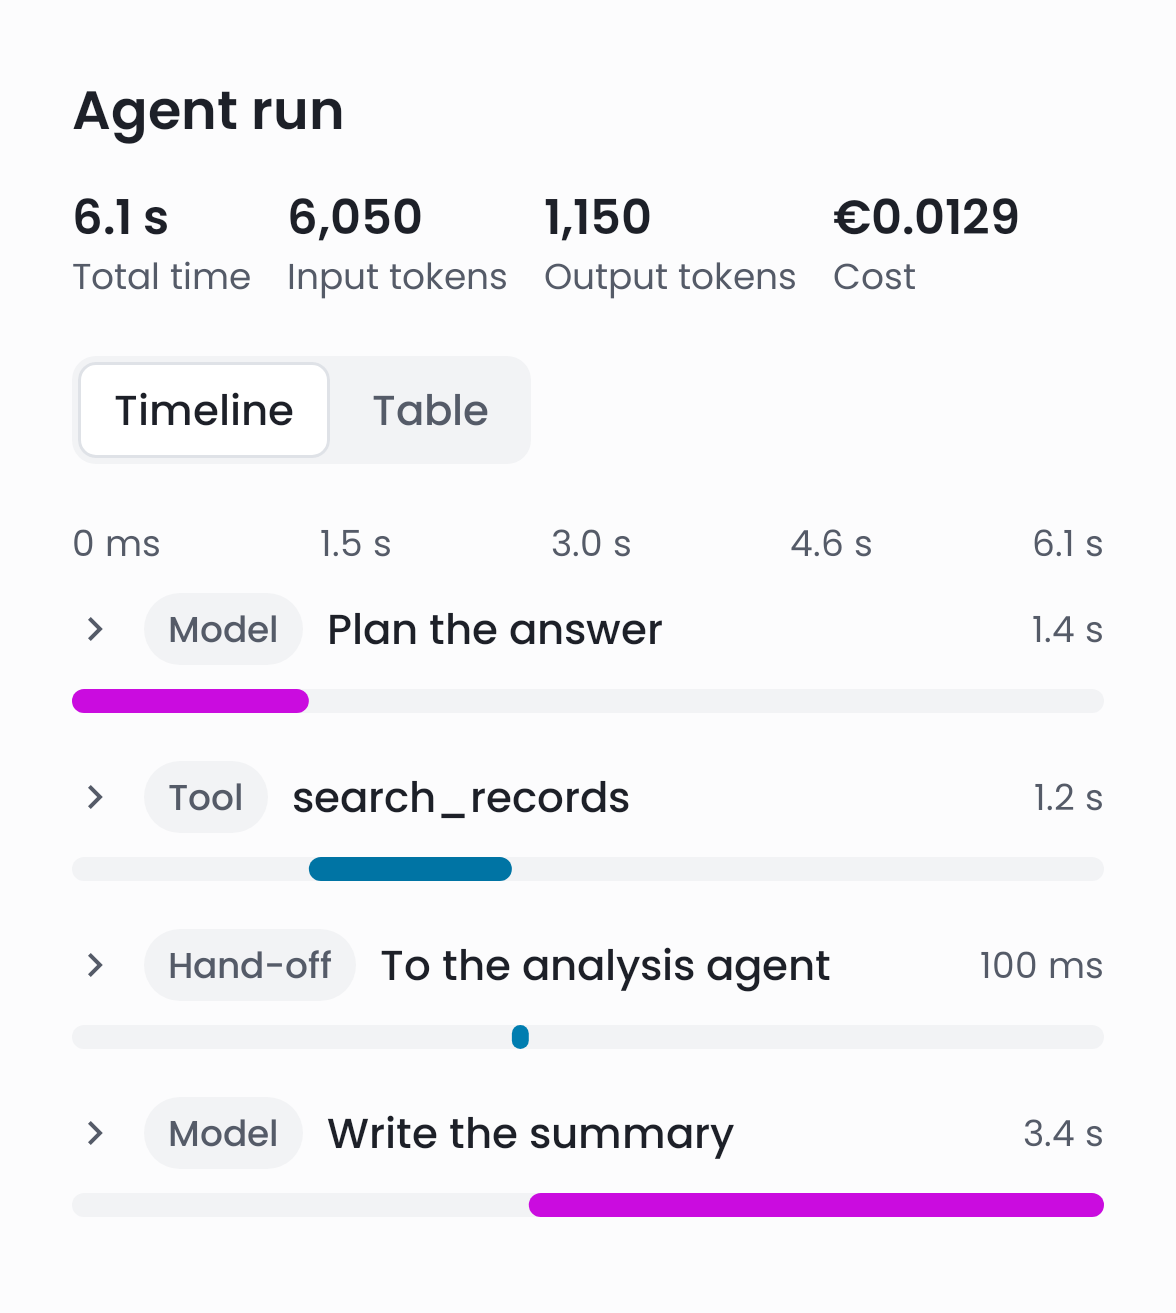 Agent run
6.1 s 6,050 1,150 €0.0129
Total time Input tokens Output tokens Cost
Timeline Table
0 ms 1.5 s 3.0 s 4.6 s 6.1 s
Model Plan the answer 1.4 s
Tool search_records 1.2 s
Hand-off To the analysis agent 100 ms
Model Write the summary 3.4 s